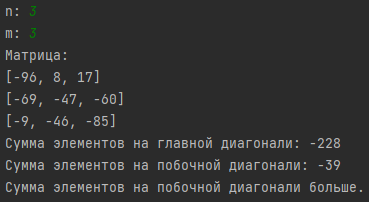 n: 3
m: 3
Матрица:
[-96, 8, 17]
[-69, -47, -60]
[-9, -46, -85]
Сумма элементов на главной диагонали: -228
Сумма элементов на побочной диагонали: -39
Сумма элементов на побочной диагонали больше.